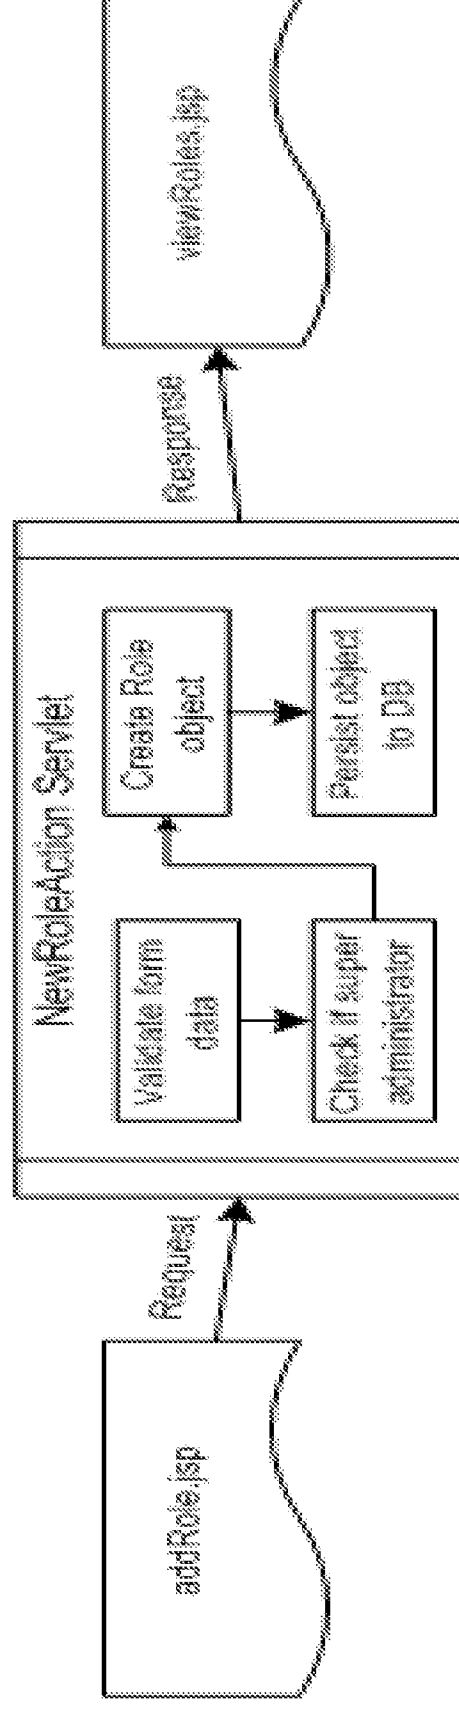 addRole.jsp
Request
NewRoleAction Servlet
Validate form
data
Check if super
administrator
Create Role
object
Persist object
to DB
Response
viewRoles.jsp